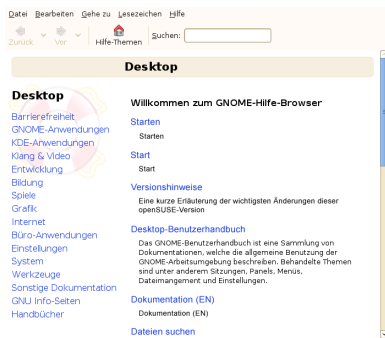 Datei Bearbeiten Gehe zu Lesezeichen Hilfe
Zurück Vor Hilfe-Themen Suchen:
Desktop
Desktop
Barrierefreiheit
GNOME-Anwendungen
KDE-Anwendungen
Klang & Video
Entwicklung
Bildung
Spiele
Grafik
Internet
Büro-Anwendungen
Einstellungen
System
Werkzeuge
Sonstige Dokumentation
GNU Info-Seiten
Handbücher
Willkommen zum GNOME-Hilfe-Browser
Starten
Starten
Start
Start
Versionshinweise
Eine kurze Erläuterung der wichtigsten Änderungen dieser
openSUSE-Version
Desktop-Benutzerhandbuch
Das GNOME-Benutzerhandbuch ist eine Sammlung von
Dokumentationen, welche die allgemeine Benutzung der
GNOME-Arbeitsumgebung beschreiben. Behandelte Themen
sind unter anderem Sitzungen, Panels, Menüs,
Dateimangement und Einstellungen.
Dokumentation (EN)
Dokumentation (EN)
Dateien suchen